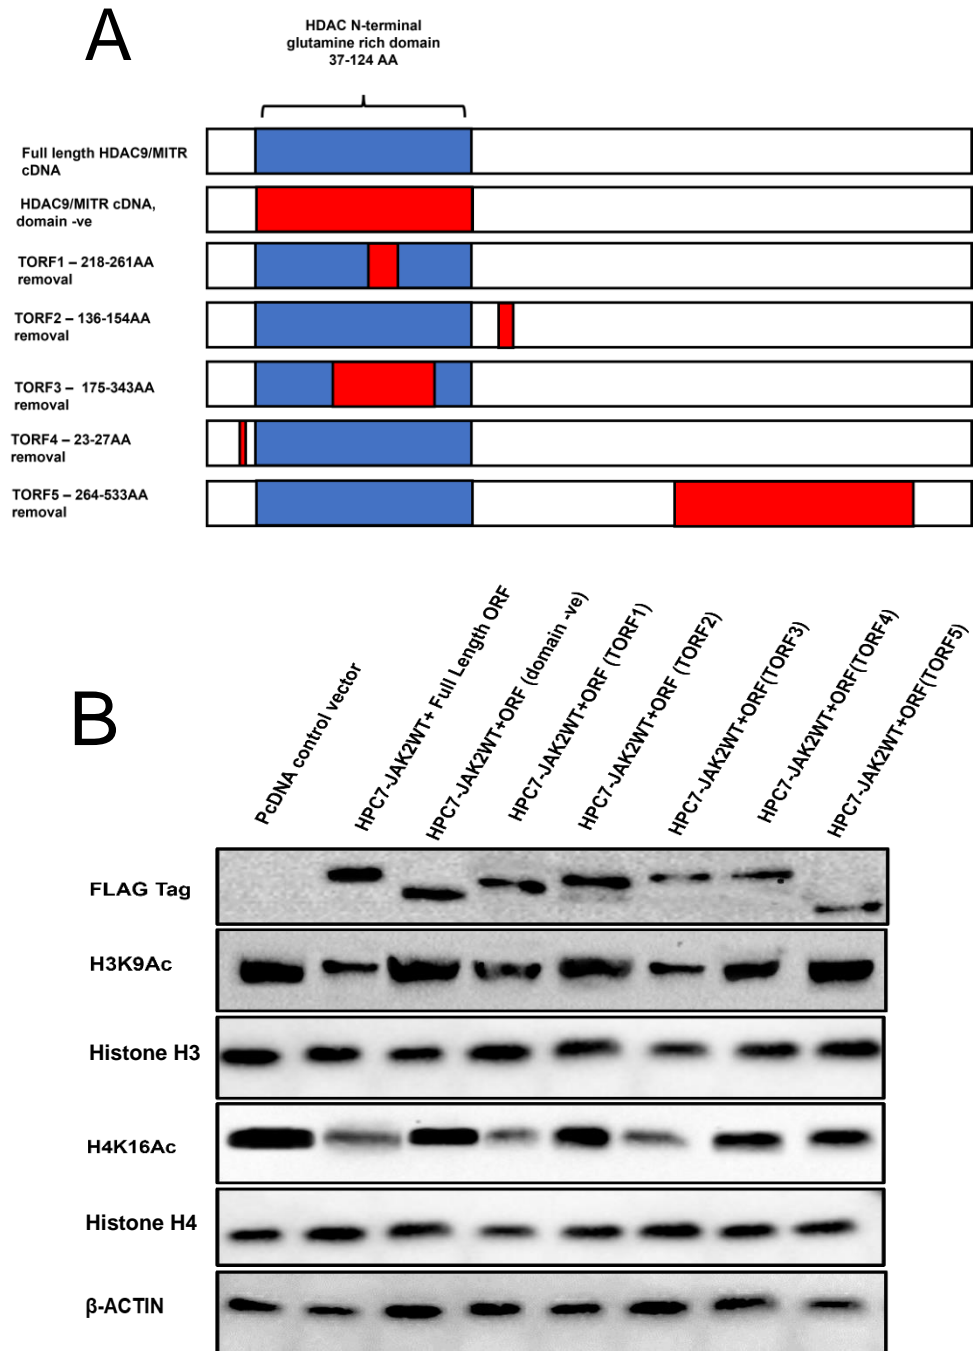 A
HDAC N-terminal
glutamine rich domain
37-124 AA
Full length HDAC9/MITR
cDNA
HDAC9/MITR cDNA,
domain -ve
TORF1 – 218-261AA
removal
TORF2 – 136-154AA
removal
TORF3 – 175-343AA
removal
TORF4 – 23-27AA
removal
TORF5 – 264-533AA
removal
B
PcDNA control vector
HPC7-JAK2WT+ Full Length ORF
HPC7-JAK2WT+ORF (domain -ve)
HPC7-JAK2WT+ORF (TORF1)
HPC7-JAK2WT+ORF (TORF2)
HPC7-JAK2WT+ORF(TORF3)
HPC7-JAK2WT+ORF(TORF4)
HPC7-JAK2WT+ORF(TORF5)
FLAG Tag
H3K9Ac
Histone H3
H4K16Ac
Histone H4
β-ACTIN